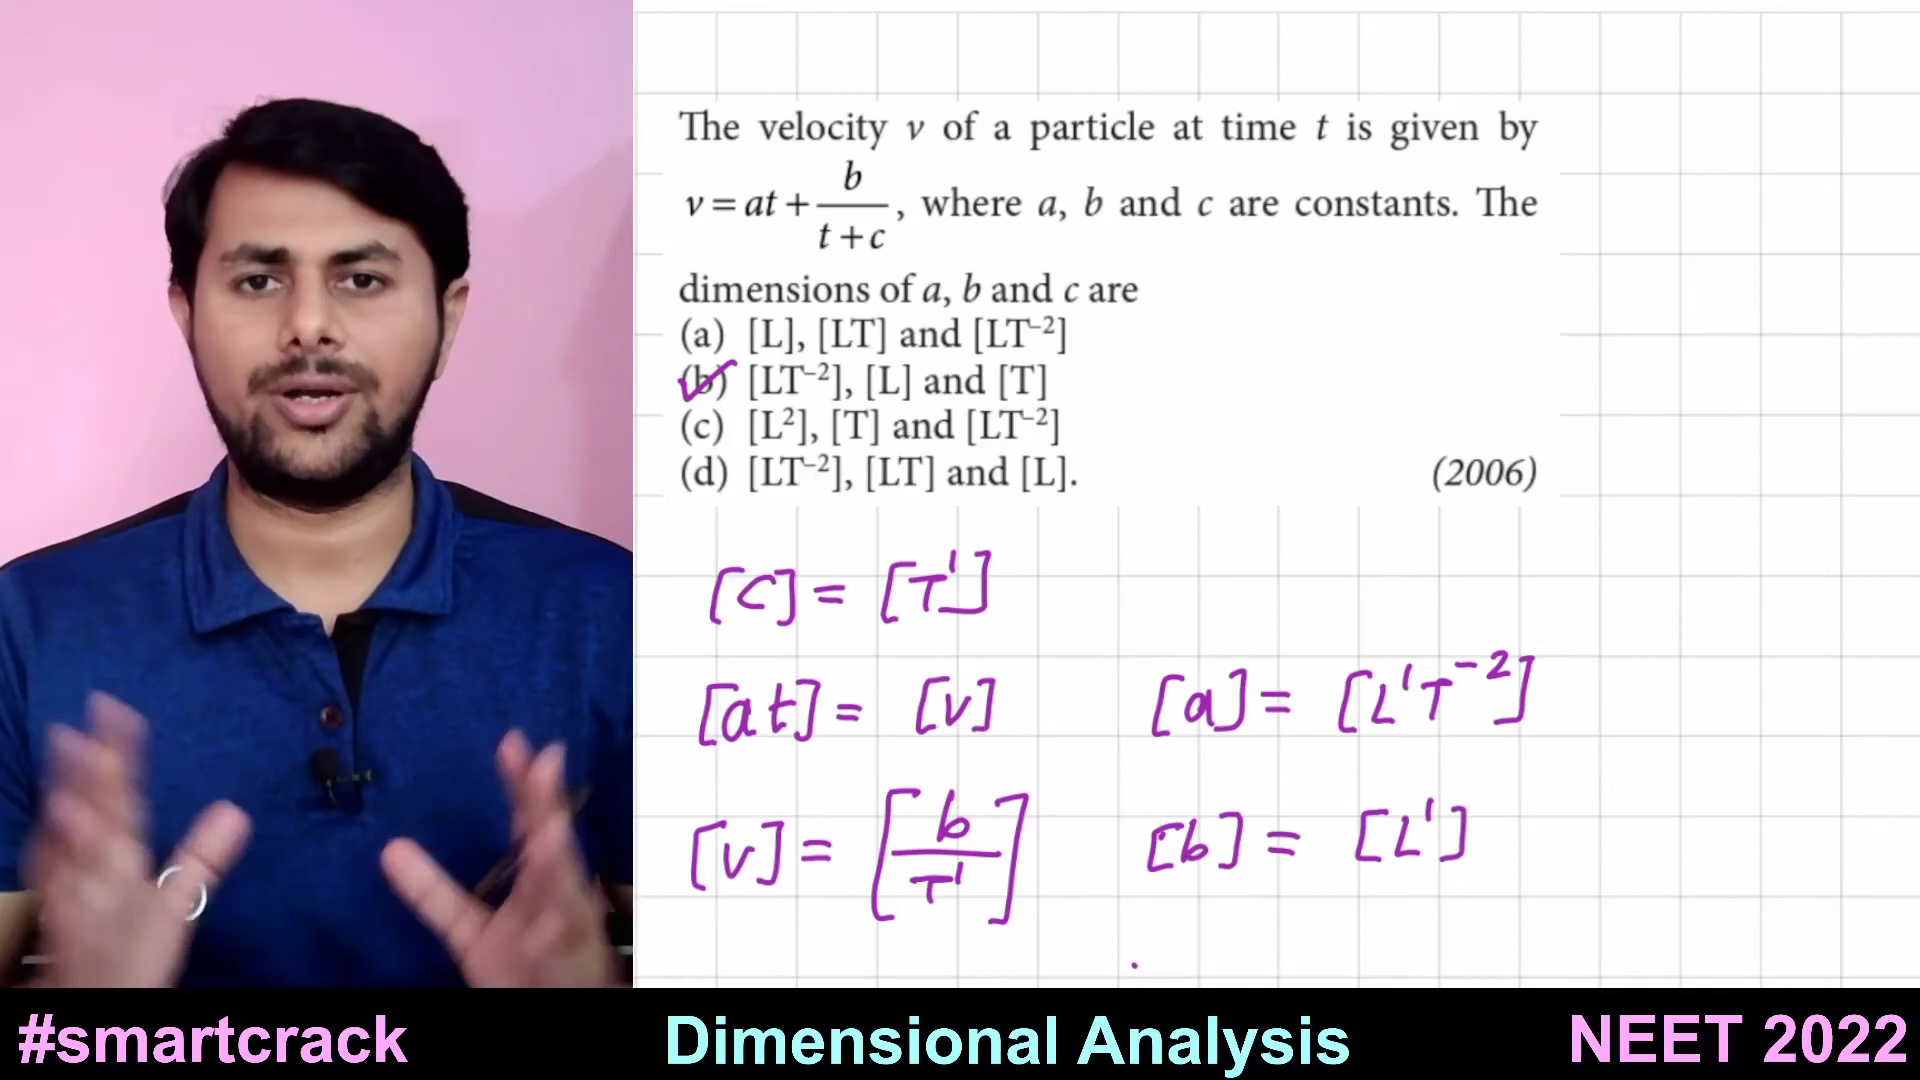 The velocity v of a particle at time t is given by
v = at + b/(t + c), where a, b and c are constants. The
dimensions of a, b and c are
(a) [L], [LT⁻²] and [LT⁻²]
(b) [LT⁻²], [L] and [T]
(c) [L²], [T] and [LT⁻²]
(d) [LT⁻²], [LT] and [L].
(2006)
[c] = [T¹]
[at] = [v]
[a] = [L¹T⁻²]
[v] = [b/T¹]
[b] = [L¹]
#smartcrack
Dimensional Analysis
NEET 2022